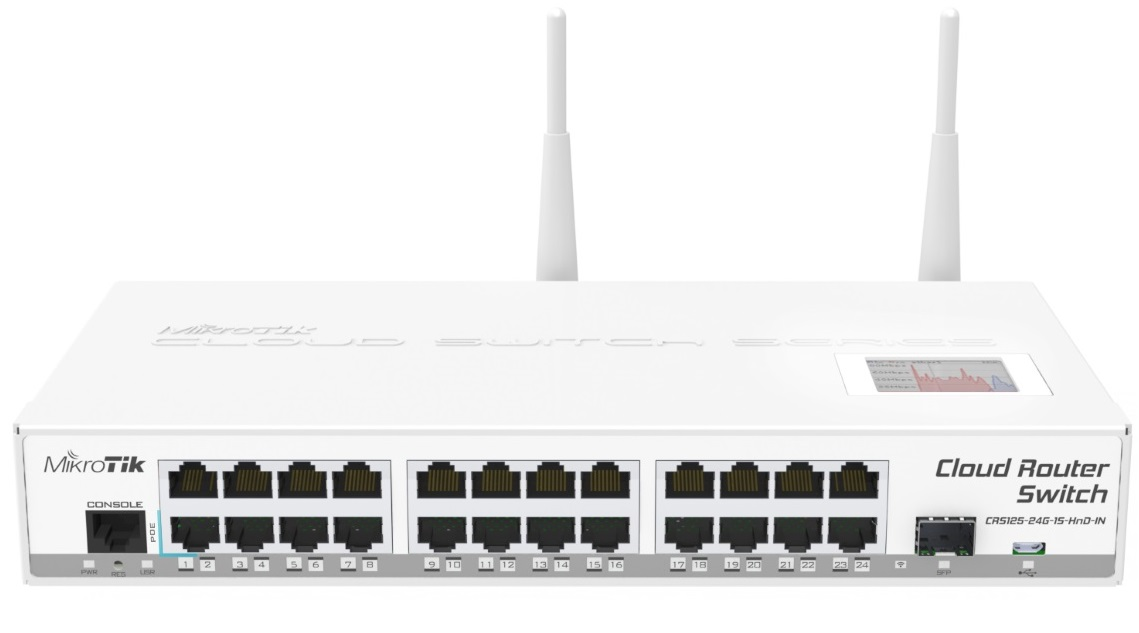 MikroTik
CLOUD SWITCH SERIES
MikroTik
Cloud Router
Switch
CONSOLE
CRS125-24G-1S-HnD-IN
POE
1 2 3 4 5 6 7 8 9 10 11 12 13 14 15 16 17 18 19 20 21 22 23 24
PWR RES USR SFP